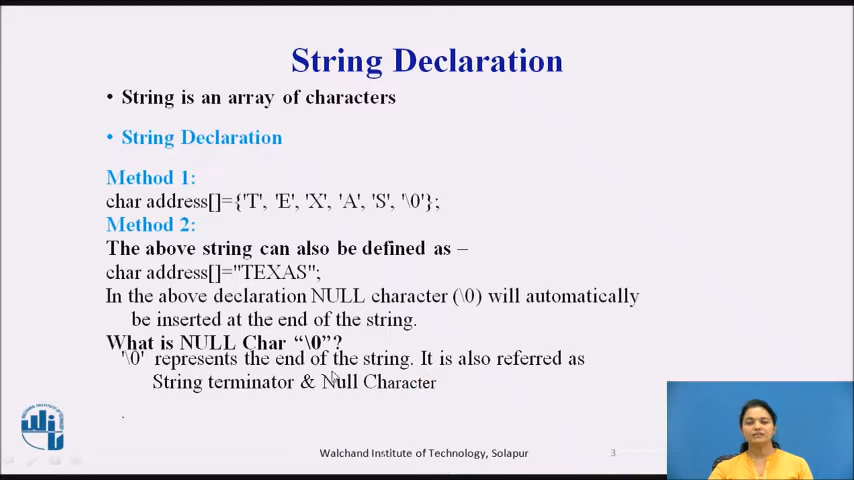 String Declaration
• String is an array of characters
• String Declaration
Method 1:
char address[]={'T', 'E', 'X', 'A', 'S', '\0'};
Method 2:
The above string can also be defined as –
char address[]="TEXAS";
In the above declaration NULL character (\0) will automatically
be inserted at the end of the string.
What is NULL Char “\0”?
'\0' represents the end of the string. It is also referred as
String terminator & Null Character
.
Walchand Institute of Technology, Solapur
3